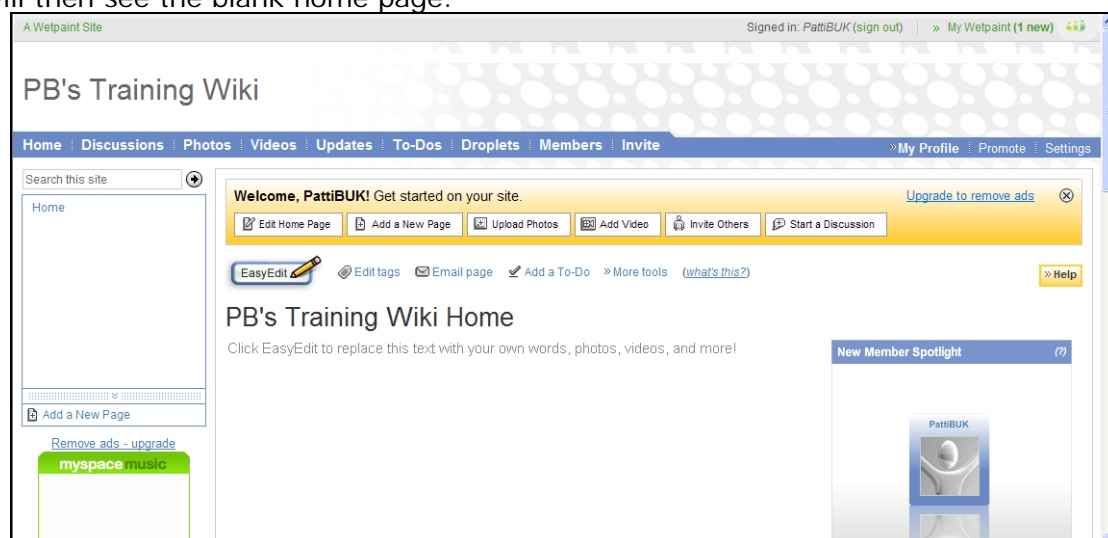 then see the blank home page.
A Wetpaint Site
Signed in: PattiBUK (sign out) » My Wetpaint (1 new)
PB's Training Wiki
Home Discussions Photos Videos Updates To-Dos Droplets Members Invite
»My Profile Promote Settings
Search this site
Home
Welcome, PattiBUK! Get started on your site.
Upgrade to remove ads
Edit Home Page Add a New Page Upload Photos Add Video Invite Others Start a Discussion
EasyEdit Edit tags Email page Add a To-Do »More tools (what's this?)
» Help
PB's Training Wiki Home
Click EasyEdit to replace this text with your own words, photos, videos, and more!
New Member Spotlight (?)
PattiBUK
Add a New Page
Remove ads - upgrade
myspace music